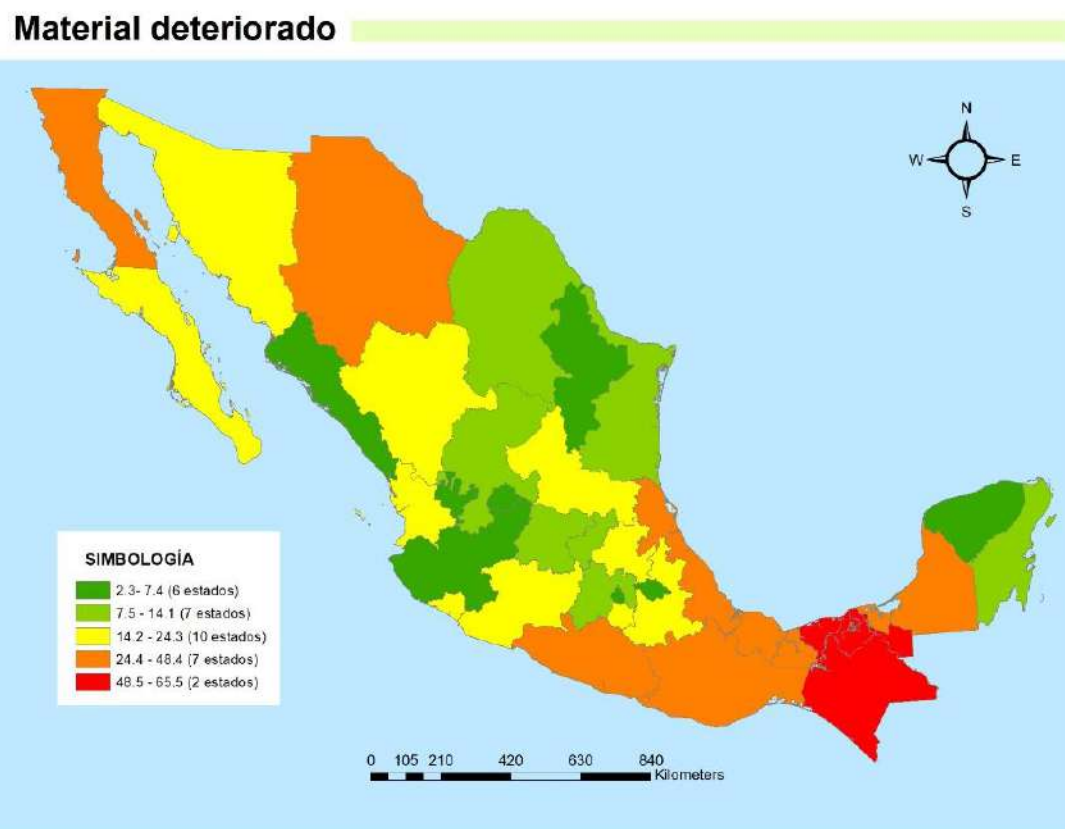 Material deteriorado
N
W E
S
SIMBOLOGÍA
2.3- 7.4 (6 estados)
7.5 - 14.1 (7 estados)
14.2 - 24.3 (10 estados)
24.4 - 48.4 (7 estados)
48.5 - 65.5 (2 estados)
0 105 210 420 630 840
Kilometers